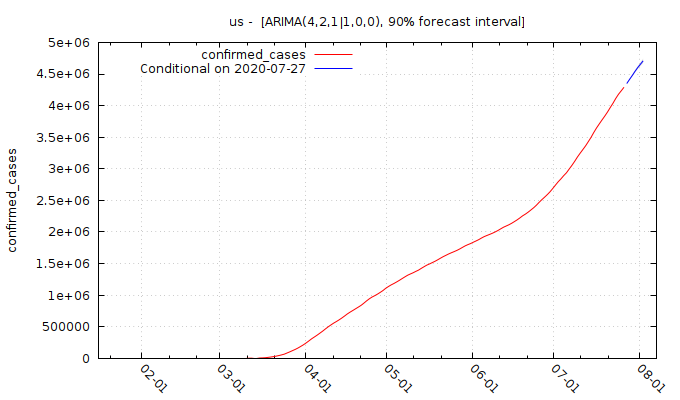 us -  [ARIMA(4,2,1|1,0,0), 90% forecast interval]
confirmed_cases
Conditional on 2020-07-27
confirmed_cases
5e+06
4.5e+06
4e+06
3.5e+06
3e+06
2.5e+06
2e+06
1.5e+06
1e+06
500000
0
02-01
03-01
04-01
05-01
06-01
07-01
08-01